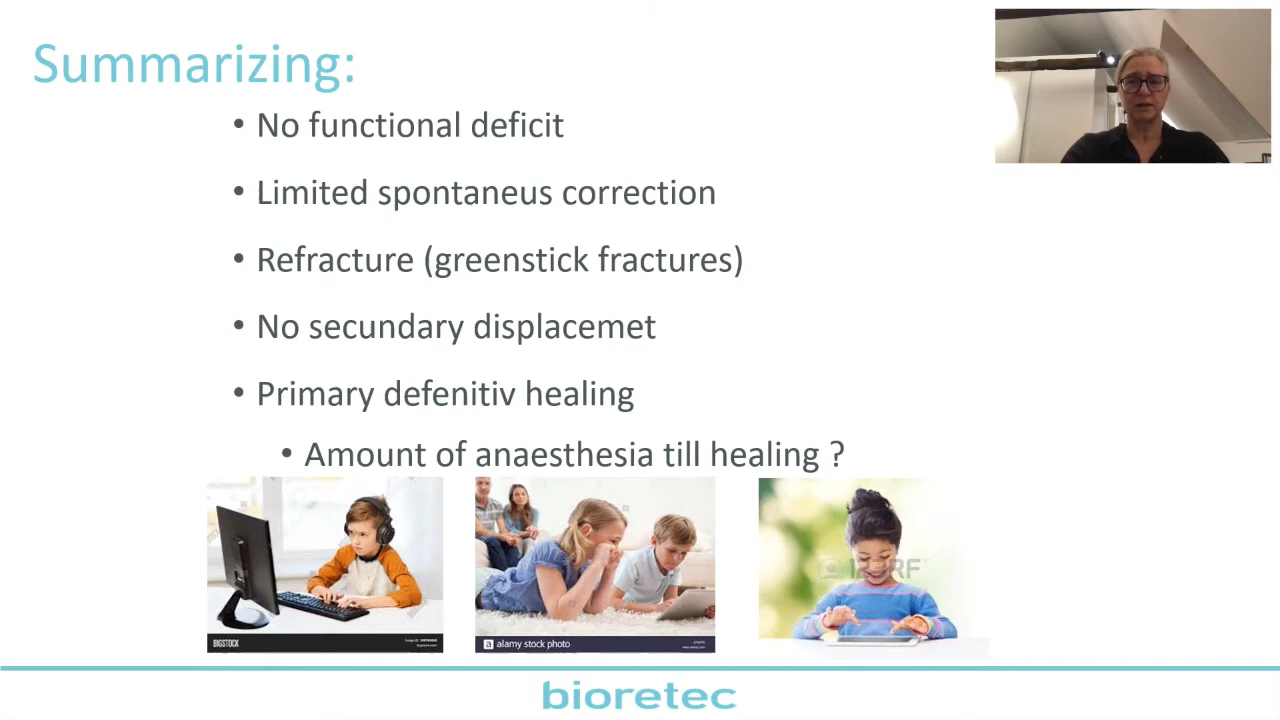 Summarizing:
• No functional deficit
• Limited spontaneus correction
• Refracture (greenstick fractures)
• No secundary displacemet
• Primary defenitiv healing
• Amount of anaesthesia till healing ?
BIGSTOCK
a alamy stock photo
bioretec